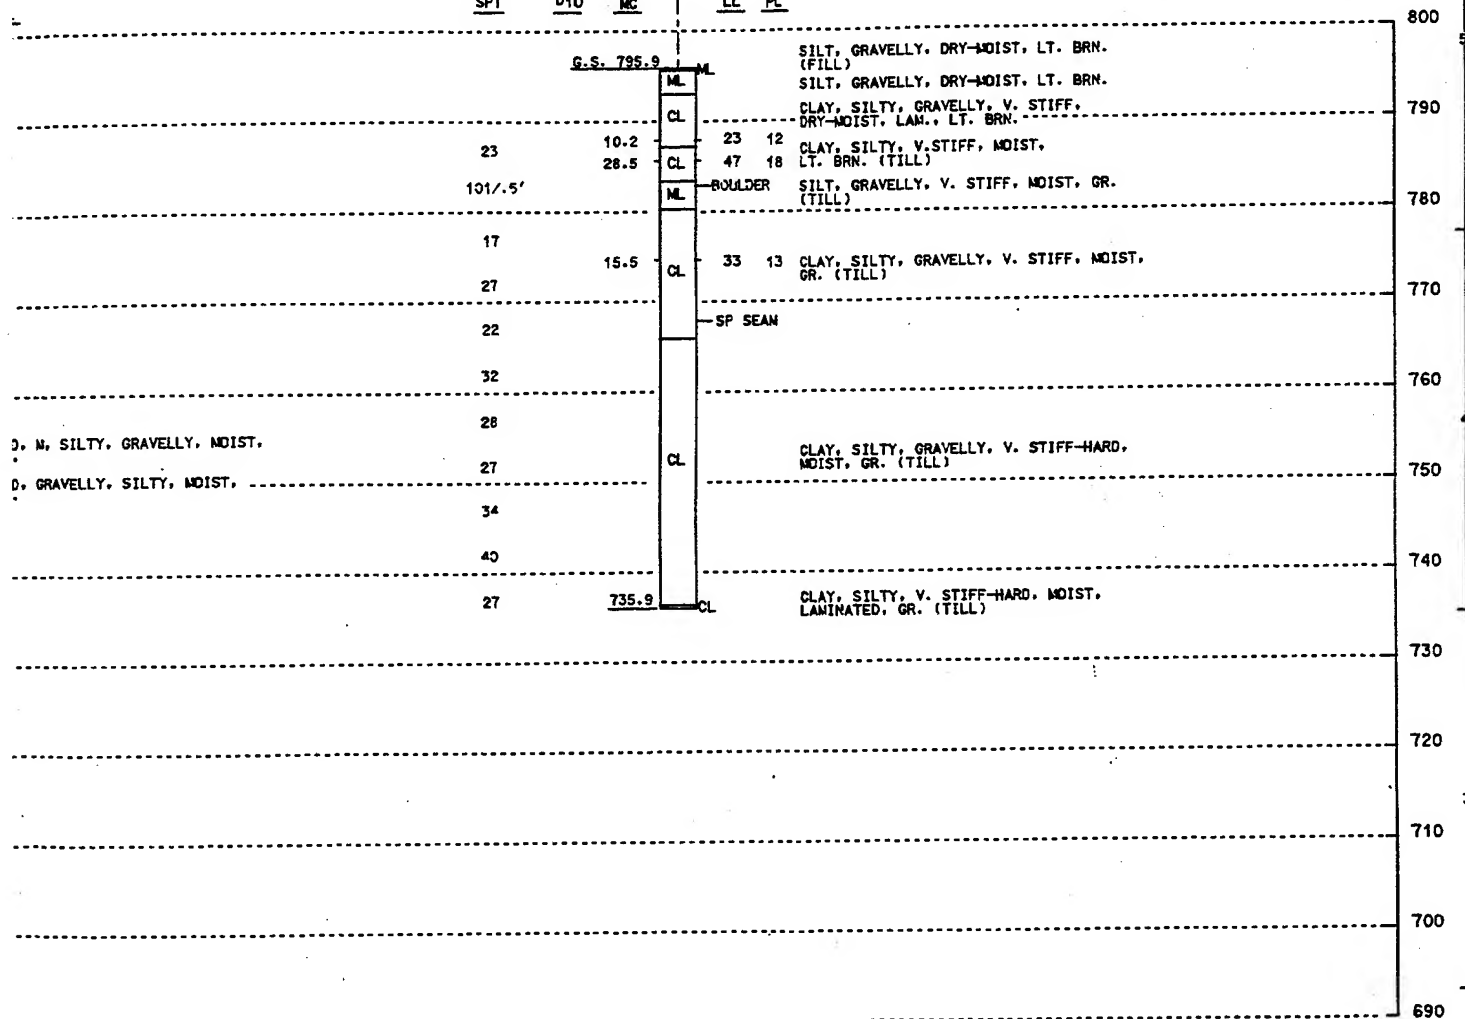 SPT D10 MC LL PL
800
G.S. 795.9 ML
SILT, GRAVELLY, DRY-MOIST, LT. BRN.
(FILL)
ML SILT, GRAVELLY, DRY-MOIST, LT. BRN.
790
CL CLAY, SILTY, GRAVELLY, V. STIFF,
DRY-MOIST, LAM., LT. BRN.
10.2 23 12
23
CLAY, SILTY, V.STIFF, MOIST,
28.5 CL 47 18 LT. BRN. (TILL)
101/.5' ML BOULDER SILT, GRAVELLY, V. STIFF, MOIST, GR.
(TILL)
780
17
15.5 CL 33 13 CLAY, SILTY, GRAVELLY, V. STIFF, MOIST,
GR. (TILL)
27
770
SP SEAM
22
32
760
28
, M, SILTY, GRAVELLY, MOIST,
CLAY, SILTY, GRAVELLY, V. STIFF-HARD,
27 CL MOIST, GR. (TILL)
750
, GRAVELLY, SILTY, MOIST,
34
40
740
27 735.9 CL
CLAY, SILTY, V. STIFF-HARD, MOIST,
LAMINATED, GR. (TILL)
730
720
710
700
690